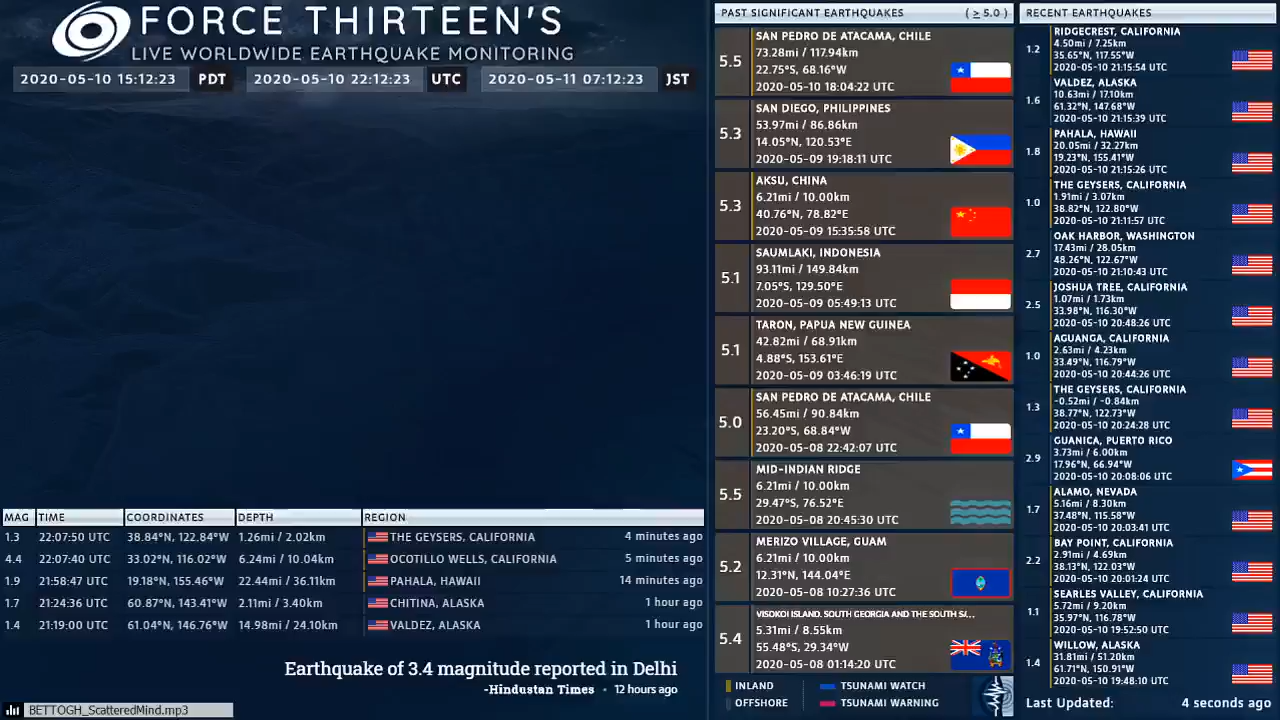 FORCE THIRTEEN'S
LIVE WORLDWIDE EARTHQUAKE MONITORING
2020-05-10 15:12:23 PDT 2020-05-10 22:12:23 UTC 2020-05-11 07:12:23 JST
MAG TIME COORDINATES DEPTH REGION
1.3 22:07:50 UTC 38.84°N, 122.84°W 1.26mi / 2.02km THE GEYSERS, CALIFORNIA 4 minutes ago
4.4 22:07:40 UTC 33.02°N, 116.02°W 6.24mi / 10.04km OCOTILLO WELLS, CALIFORNIA 5 minutes ago
1.9 21:58:47 UTC 19.18°N, 155.46°W 22.44mi / 36.11km PAHALA, HAWAII 14 minutes ago
1.7 21:24:36 UTC 60.87°N, 143.41°W 2.11mi / 3.40km CHITINA, ALASKA 1 hour ago
1.4 21:19:00 UTC 61.04°N, 146.76°W 14.98mi / 24.10km VALDEZ, ALASKA 1 hour ago
Earthquake of 3.4 magnitude reported in Delhi
-Hindustan Times • 12 hours ago
BETTOGH_ScatteredMind.mp3
PAST SIGNIFICANT EARTHQUAKES ( ≥ 5.0 )
5.5
SAN PEDRO DE ATACAMA, CHILE
73.28mi / 117.94km
22.75°S, 68.16°W
2020-05-10 18:04:22 UTC
5.3
SAN DIEGO, PHILIPPINES
53.97mi / 86.86km
14.05°N, 120.53°E
2020-05-09 19:18:11 UTC
5.3
AKSU, CHINA
6.21mi / 10.00km
40.76°N, 78.82°E
2020-05-09 15:35:58 UTC
5.1
SAUMLAKI, INDONESIA
93.11mi / 149.84km
7.05°S, 129.50°E
2020-05-09 05:49:13 UTC
5.1
TARON, PAPUA NEW GUINEA
42.82mi / 68.91km
4.88°S, 153.61°E
2020-05-09 03:46:19 UTC
5.0
SAN PEDRO DE ATACAMA, CHILE
56.45mi / 90.84km
23.20°S, 68.84°W
2020-05-08 22:42:07 UTC
5.5
MID-INDIAN RIDGE
6.21mi / 10.00km
29.47°S, 76.52°E
2020-05-08 20:45:30 UTC
5.2
MERIZO VILLAGE, GUAM
6.21mi / 10.00km
12.31°N, 144.04°E
2020-05-08 10:27:36 UTC
5.4
VISOKOI ISLAND, SOUTH GEORGIA AND THE SOUTH S/...
5.31mi / 8.55km
55.48°S, 29.34°W
2020-05-08 01:14:20 UTC
INLAND TSUNAMI WATCH
OFFSHORE TSUNAMI WARNING
RECENT EARTHQUAKES
1.2
RIDGECREST, CALIFORNIA
4.50mi / 7.25km
35.65°N, 117.55°W
2020-05-10 21:15:54 UTC
1.6
VALDEZ, ALASKA
10.63mi / 17.10km
61.32°N, 147.68°W
2020-05-10 21:15:39 UTC
1.8
PAHALA, HAWAII
20.05mi / 32.27km
19.23°N, 155.41°W
2020-05-10 21:15:26 UTC
1.0
THE GEYSERS, CALIFORNIA
1.91mi / 3.07km
38.82°N, 122.80°W
2020-05-10 21:11:57 UTC
2.7
OAK HARBOR, WASHINGTON
17.43mi / 28.05km
48.26°N, 122.67°W
2020-05-10 21:10:43 UTC
2.5
JOSHUA TREE, CALIFORNIA
1.07mi / 1.73km
33.98°N, 116.30°W
2020-05-10 20:48:26 UTC
1.0
AGUANGA, CALIFORNIA
2.63mi / 4.23km
33.49°N, 116.79°W
2020-05-10 20:44:26 UTC
1.3
THE GEYSERS, CALIFORNIA
-0.52mi / -0.84km
38.77°N, 122.73°W
2020-05-10 20:24:28 UTC
2.9
GUANICA, PUERTO RICO
3.73mi / 6.00km
17.96°N, 66.94°W
2020-05-10 20:08:06 UTC
1.7
ALAMO, NEVADA
5.16mi / 8.30km
37.48°N, 115.58°W
2020-05-10 20:03:41 UTC
2.2
BAY POINT, CALIFORNIA
2.91mi / 4.69km
38.13°N, 122.03°W
2020-05-10 20:01:24 UTC
1.1
SEARLES VALLEY, CALIFORNIA
5.72mi / 9.20km
35.97°N, 116.78°W
2020-05-10 19:52:50 UTC
1.4
WILLOW, ALASKA
31.81mi / 51.20km
61.71°N, 150.91°W
2020-05-10 19:48:10 UTC
Last Updated: 4 seconds ago